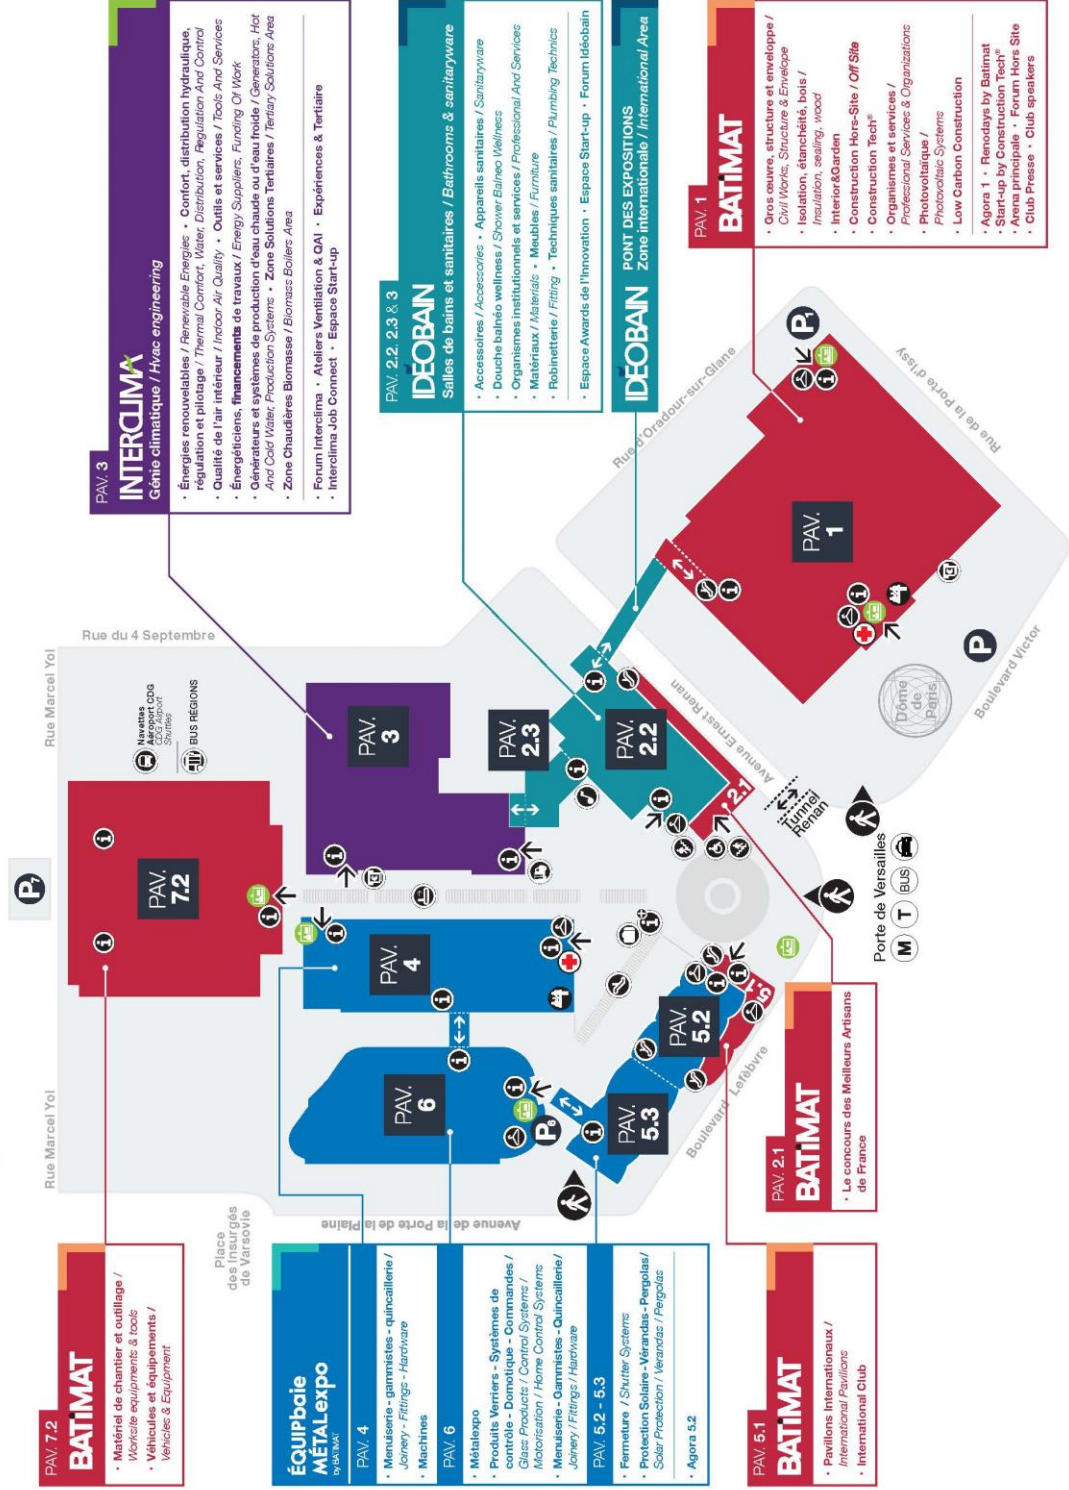 PAV. 7.2
BATiMAT
• Matériel de chantier et outillage /
Worksite equipments & tools
• Véhicules et équipements /
Vehicles & Equipment
ÉQUIPbaie
MÉTALexpo
by BATIMAT
PAV. 4
• Menuiserie - gammistes - quincaillerie /
Joinery - Fittings - Hardware
• Machines
PAV. 6
• Métalexpo
• Produits Verriers - Systèmes de
contrôle - Domotique - Commandes /
Glass Products / Control Systems /
Motorisation / Home Control Systems
• Menuiserie - Gammistes - Quincaillerie /
Joinery / Fittings / Hardware
PAV. 5.2 - 5.3
• Fermeture / Shutter Systems
• Protection Solaire - Vérandas - Pergolas /
Solar Protection / Verandas / Pergolas
• Agora 5.2
PAV. 5.1
BATiMAT
• Pavillons Internationaux /
International Pavilions
• International Club
PAV. 2.1
BATiMAT
• Le concours des Meilleurs Artisans
de France
Rue Marcel Yol
Rue Marcel Yol
Rue du 4 Septembre
Place
des Insurgés
de Varsovie
Avenue de la Porte de la Plaine
Boulevard Lefèbvre
P7
PAV.
7.2
Navettes
Aéroport CDG
CDG Airport
Shuttles
BUS RÉGIONS
PAV.
6
PAV.
4
PAV.
3
PAV.
2.3
PAV.
2.2
2.1
P6
PAV.
5.3
PAV.
5.2
5.1
Porte de Versailles
M T BUS
Tunnel
Renan
Avenue Ernest Renan
Dôme
de
Paris
P
Boulevard Victor
PAV.
1
P1
Rue d'Oradour-sur-Glane
Rue de la Porte d'Issy
PAV. 3
INTERCLIMA
Génie climatique / Hvac engineering
• Énergies renouvelables / Renewable Energies • Confort, distribution hydraulique,
régulation et pilotage / Thermal Comfort, Water, Distribution, Regulation And Control
• Qualité de l'air intérieur / Indoor Air Quality • Outils et services / Tools And Services
• Énergéticiens, financements de travaux / Energy Suppliers, Funding Of Work
• Générateurs et systèmes de production d'eau chaude ou d'eau froide / Generators, Hot
And Cold Water, Production Systems • Zone Solutions Tertiaires / Tertiary Solutions Area
• Zone Chaudières Biomasse / Biomass Boilers Area
• Forum Interclima • Ateliers Ventilation & QAI • Expériences & Tertiaire
• Interclima Job Connect • Espace Start-up
PAV. 2.2, 2.3 & 3
IDÉOBAIN
Salles de bains et sanitaires / Bathrooms & sanitaryware
• Accessoires / Accessories • Appareils sanitaires / Sanitaryware
• Douche balnéo wellness / Shower Balneo Wellness
• Organismes institutionnels et services / Professional And Services
• Matériaux / Materials • Meubles / Furniture
• Robinetterie / Fitting • Techniques sanitaires / Plumbing Technics
• Espace Awards de l'Innovation • Espace Start-up • Forum Idéobain
IDÉOBAIN
PONT DES EXPOSITIONS
Zone internationale / International Area
PAV. 1
BATiMAT
• Gros œuvre, structure et enveloppe /
Civil Works, Structure & Envelope
• Isolation, étanchéité, bois /
Insulation, sealing, wood
• Interior&Garden
• Construction Hors-Site / Off Site
• Construction Tech®
• Organismes et services /
Professional Services & Organizations
• Photovoltaïque /
Photovoltaic Systems
• Low Carbon Construction
• Agora 1 • Renodays by Batimat
• Start-up by Construction Tech®
• Arena principale • Forum Hors Site
• Club Presse • Club speakers